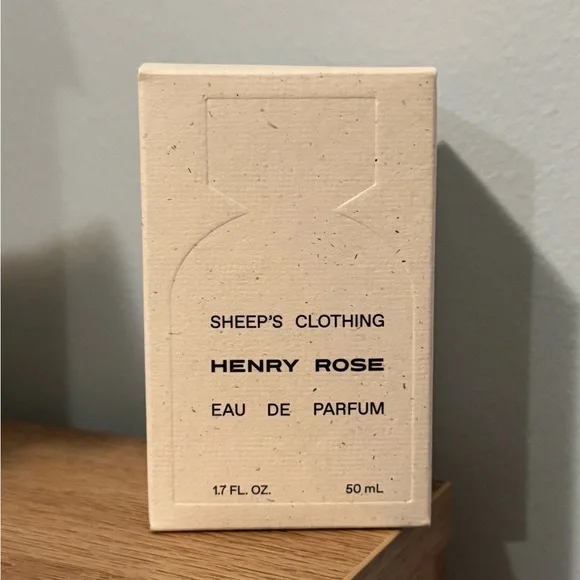 SHEEP'S CLOTHING
HENRY ROSE
EAU DE PARFUM
1.7 FL. OZ. 50 mL